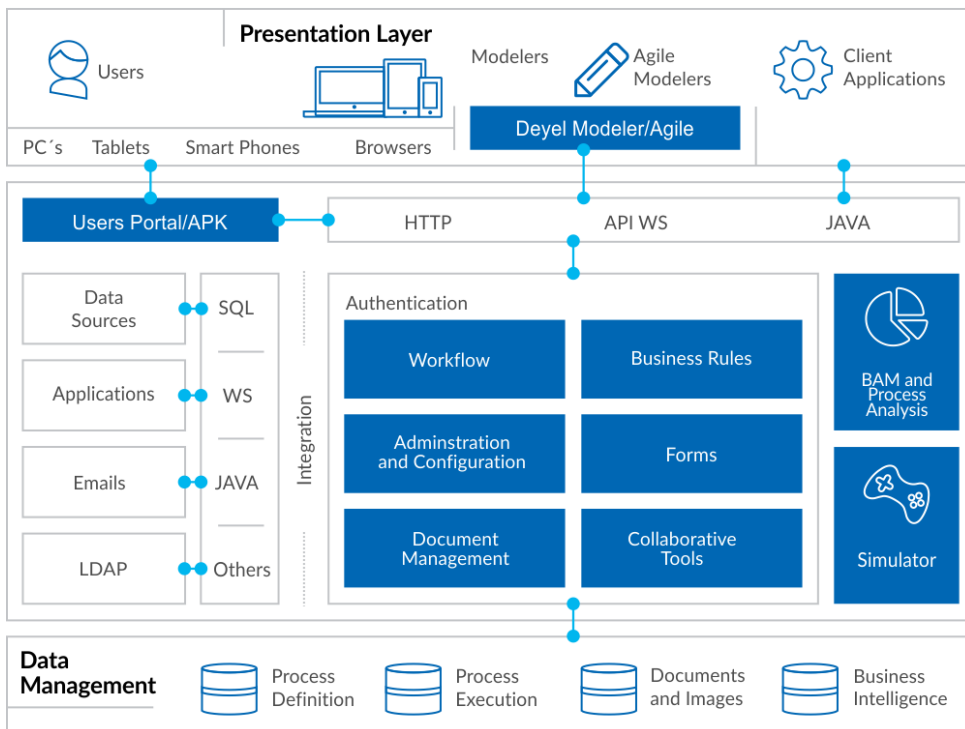 Presentation Layer
Users
Modelers
Agile
Modelers
Client
Applications
Deyel Modeler/Agile
PC´s
Tablets
Smart Phones
Browsers
Users Portal/APK
HTTP
API WS
JAVA
Data
Sources
SQL
Applications
WS
Emails
JAVA
LDAP
Others
Integration
Authentication
Workflow
Business Rules
Adminstration
and Configuration
Forms
Document
Management
Collaborative
Tools
BAM and
Process
Analysis
Simulator
Data
Management
Process
Definition
Process
Execution
Documents
and Images
Business
Intelligence